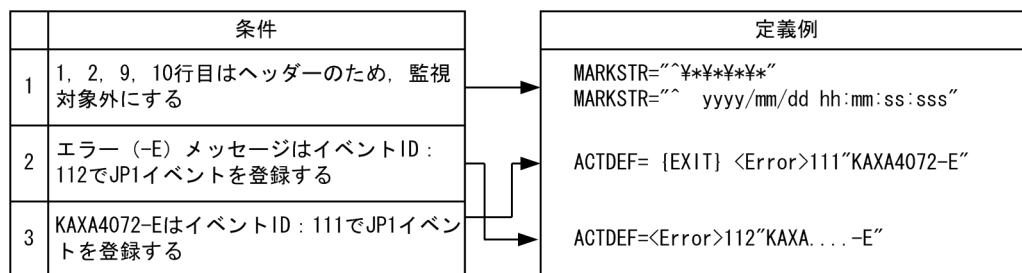 条件
1
1, 2, 9, 10行目はヘッダーのため，監視
対象外にする
2
エラー（-E）メッセージはイベントID：
112でJP1イベントを登録する
3
KAXA4072-EはイベントID：111でJP1イベン
トを登録する
定義例
MARKSTR="^¥*¥*¥*¥*"
MARKSTR="^　yyyy/mm/dd hh:mm:ss:sss"
ACTDEF= {EXIT} <Error>111"KAXA4072-E"
ACTDEF=<Error>112"KAXA....-E"